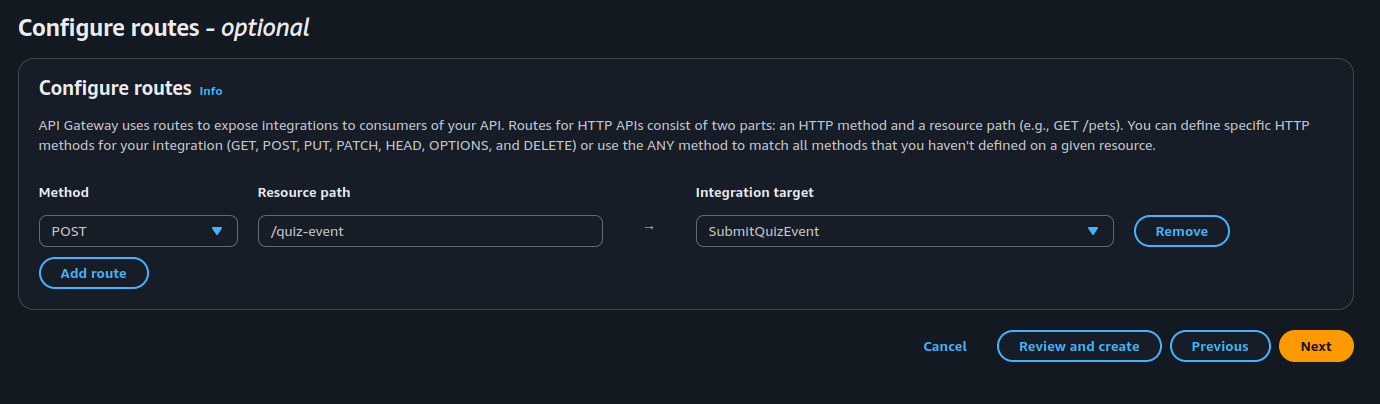 Configure routes - optional
Configure routes Info
API Gateway uses routes to expose integrations to consumers of your API. Routes for HTTP APIs consist of two parts: an HTTP method and a resource path (e.g., GET /pets). You can define specific HTTP
methods for your integration (GET, POST, PUT, PATCH, HEAD, OPTIONS, and DELETE) or use the ANY method to match all methods that you haven't defined on a given resource.
Method Resource path Integration target
POST /quiz-event → SubmitQuizEvent Remove
Add route
Cancel Review and create Previous Next